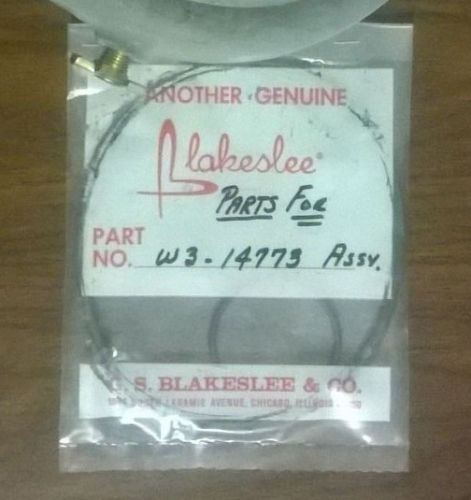 ANOTHER GENUINE
Blakeslee®
PARTS FOR
PART
NO. W3-14773 ASSY.
S. BLAKESLEE & CO.
LARAMIE AVENUE, CHICAGO, ILLINOIS